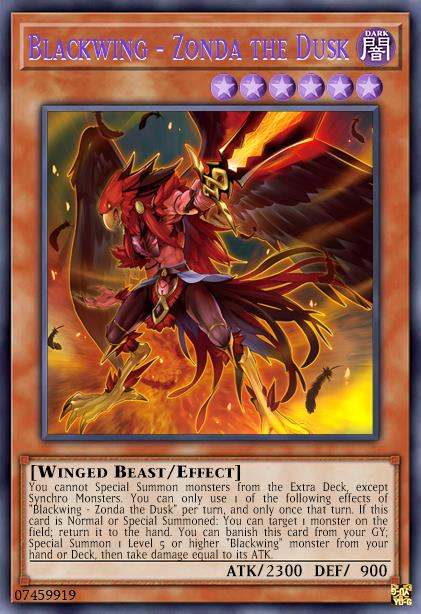 BLACKWING - ZONDA THE DUSK
DARK
闇
[WINGED BEAST/EFFECT]
You cannot Special Summon monsters from the Extra Deck, except
Synchro Monsters. You can only use 1 of the following effects of
"Blackwing - Zonda the Dusk" per turn, and only once that turn. If this
card is Normal or Special Summoned: You can target 1 monster on the
field; return it to the hand. You can banish this card from your GY;
Special Summon 1 Level 5 or higher "Blackwing" monster from your
hand or Deck, then take damage equal to its ATK.
ATK/2300 DEF/ 900
07459919